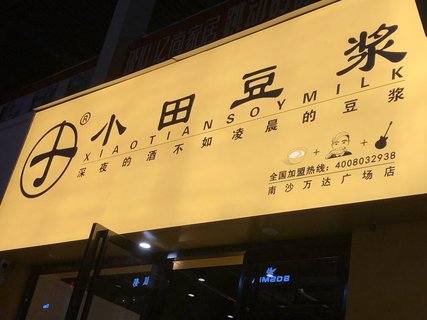 ®小田豆浆
XIAOTIANSOYMILK
深夜的酒不如凌晨的豆浆
全国加盟热线：4008032938
南沙万达广场店